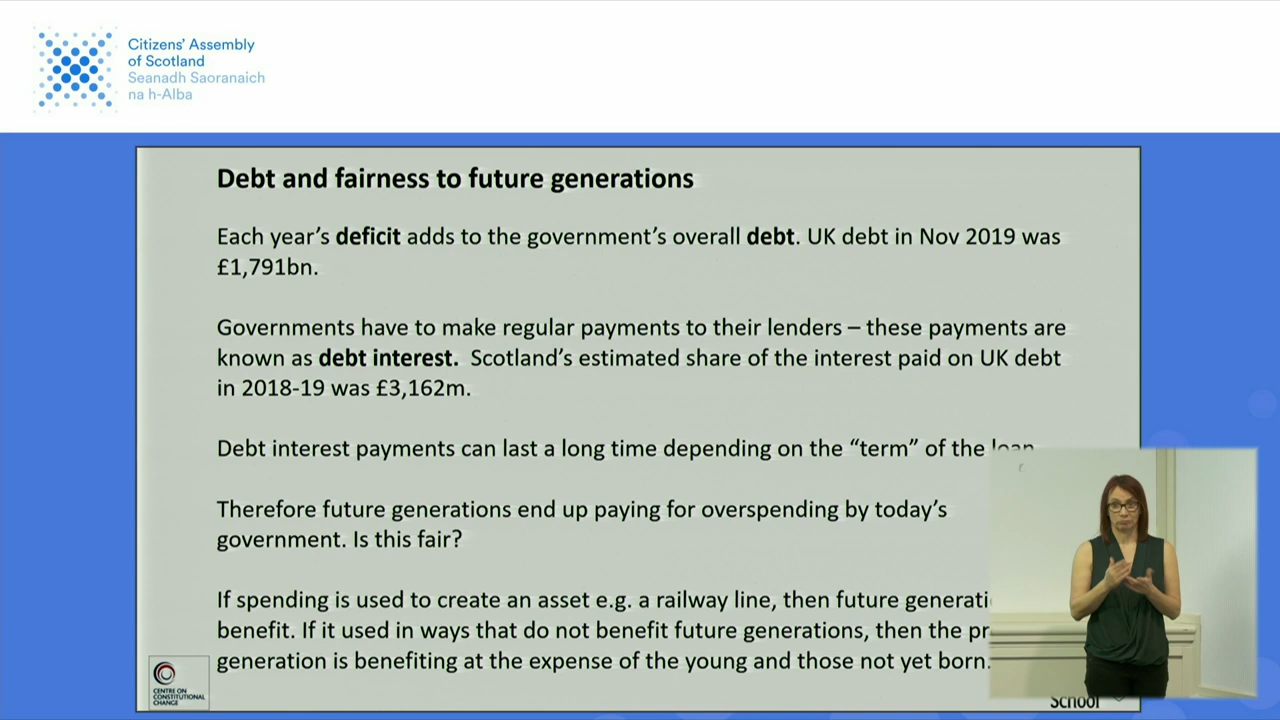 Citizens’ Assembly
of Scotland
Seanadh Saoranaich
na h-Alba
Debt and fairness to future generations
Each year’s deficit adds to the government’s overall debt. UK debt in Nov 2019 was
£1,791bn.
Governments have to make regular payments to their lenders – these payments are
known as debt interest.  Scotland’s estimated share of the interest paid on UK debt
in 2018-19 was £3,162m.
Debt interest payments can last a long time depending on the “term” of the loan
Therefore future generations end up paying for overspending by today’s
government. Is this fair?
If spending is used to create an asset e.g. a railway line, then future generati
benefit. If it used in ways that do not benefit future generations, then the pr
generation is benefiting at the expense of the young and those not yet born.
CENTRE ON
CONSTITUTIONAL
CHANGE
School